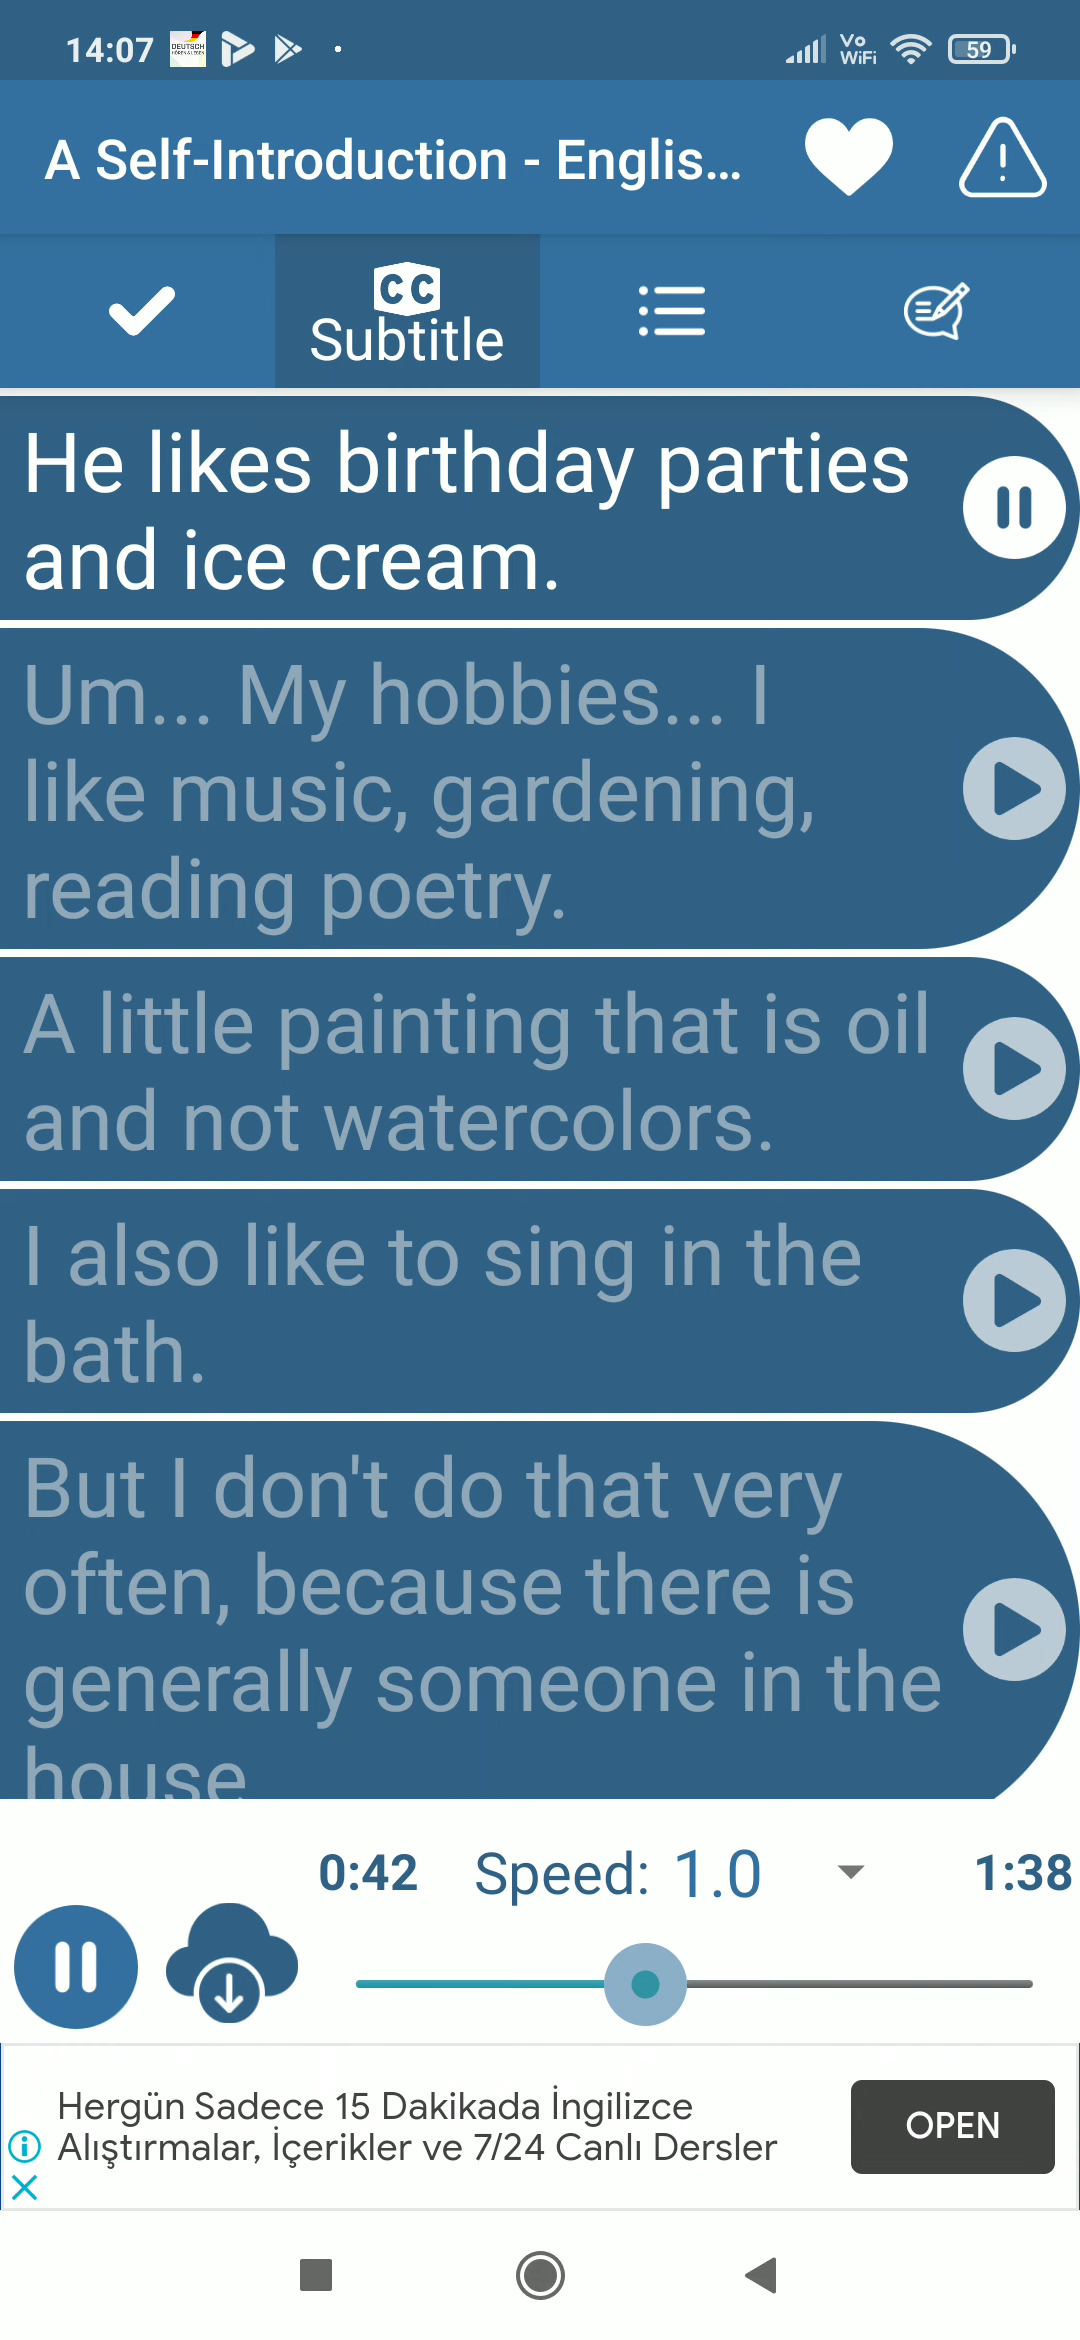 14:07
DEUTSCH
Vo
WiFi
59
A Self-Introduction - Englis...
CC
Subtitle
He likes birthday parties
and ice cream.
Um... My hobbies... I
like music, gardening,
reading poetry.
A little painting that is oil
and not watercolors.
I also like to sing in the
bath.
But I don't do that very
often, because there is
generally someone in the
house
0:42 Speed: 1.0 1:38
Hergün Sadece 15 Dakikada İngilizce
Alıştırmalar, İçerikler ve 7/24 Canlı Dersler
OPEN